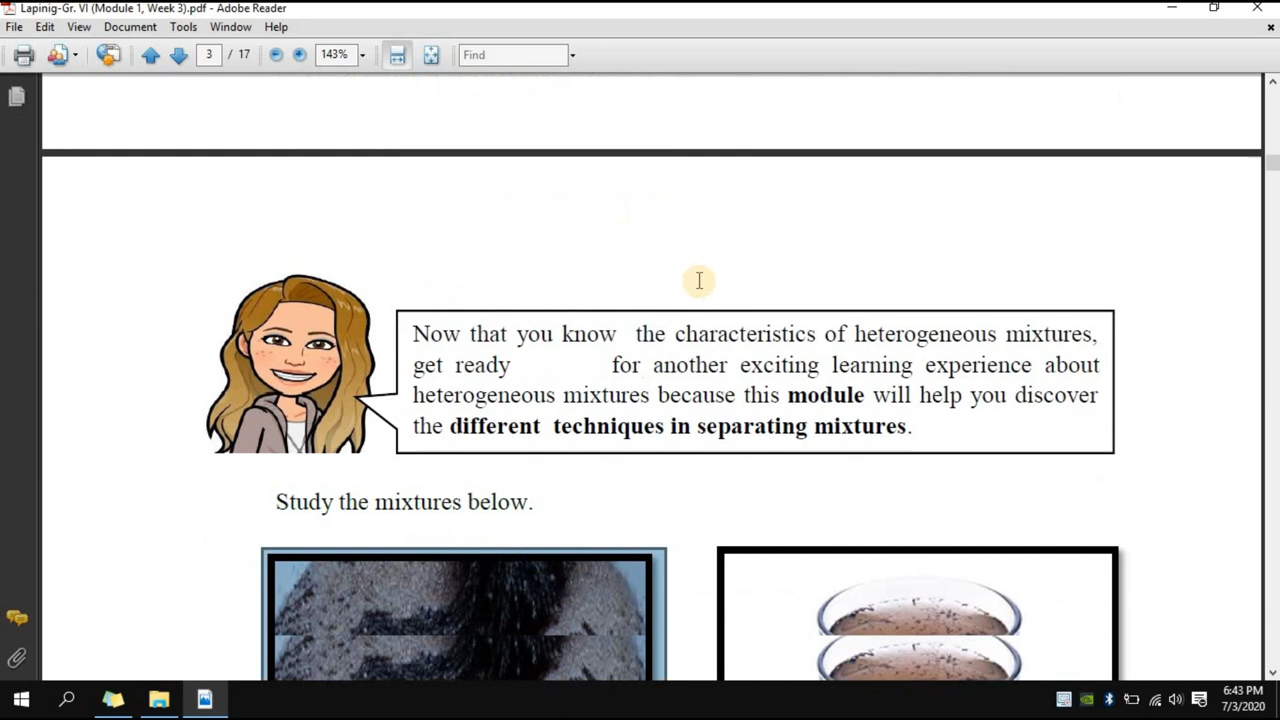 Lapinig-Gr. VI (Module 1, Week 3).pdf - Adobe Reader
File Edit View Document Tools Window Help
3 / 17 143% Find
Now that you know the characteristics of heterogeneous mixtures,
get ready for another exciting learning experience about
heterogeneous mixtures because this module will help you discover
the different techniques in separating mixtures.
Study the mixtures below.
6:43 PM
7/3/2020